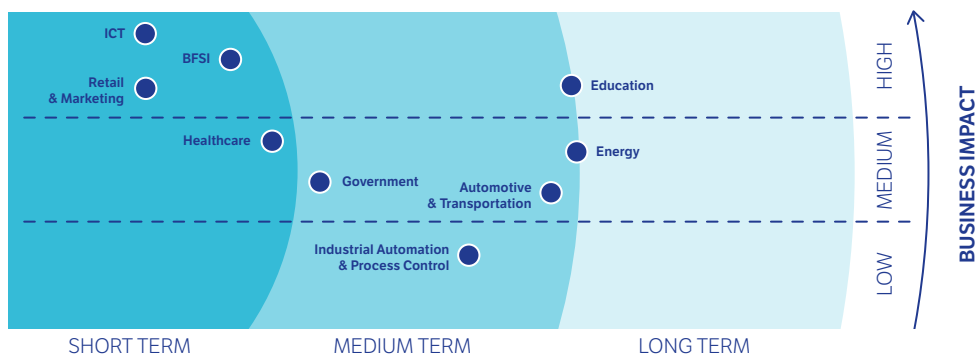 ICT
BFSI
Retail
& Marketing
Education
HIGH
Healthcare
Energy
Government
Automotive
& Transportation
MEDIUM
Industrial Automation
& Process Control
LOW
BUSINESS IMPACT
SHORT TERM
MEDIUM TERM
LONG TERM